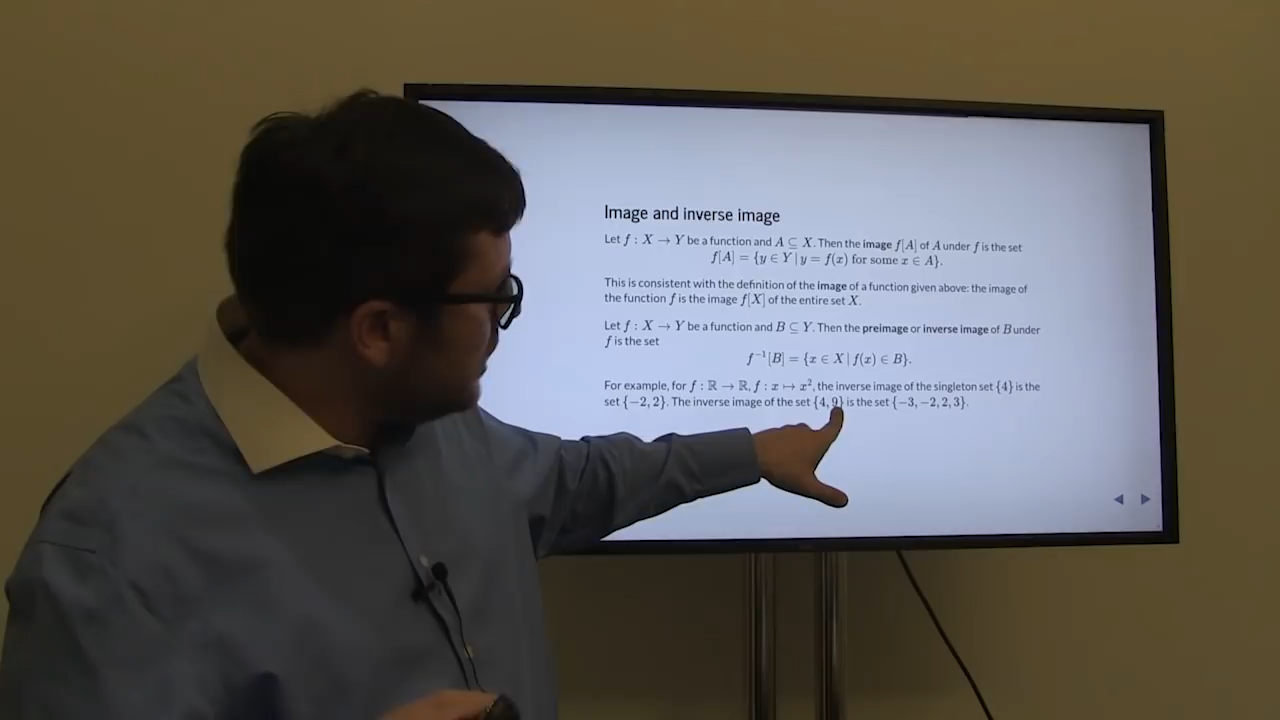 Image and inverse image
Let f : X → Y be a function and A ⊆ X. Then the image f[A] of A under f is the set
f[A] = {y ∈ Y | y = f(x) for some x ∈ A}.
This is consistent with the definition of the image of a function given above: the image of
the function f is the image f[X] of the entire set X.
Let f : X → Y be a function and B ⊆ Y. Then the preimage or inverse image of B under
f is the set
f⁻¹[B] = {x ∈ X | f(x) ∈ B}.
For example, for f : ℝ → ℝ, f : x ↦ x², the inverse image of the singleton set {4} is the
set {−2, 2}. The inverse image of the set {4, 9} is the set {−3, −2, 2, 3}.